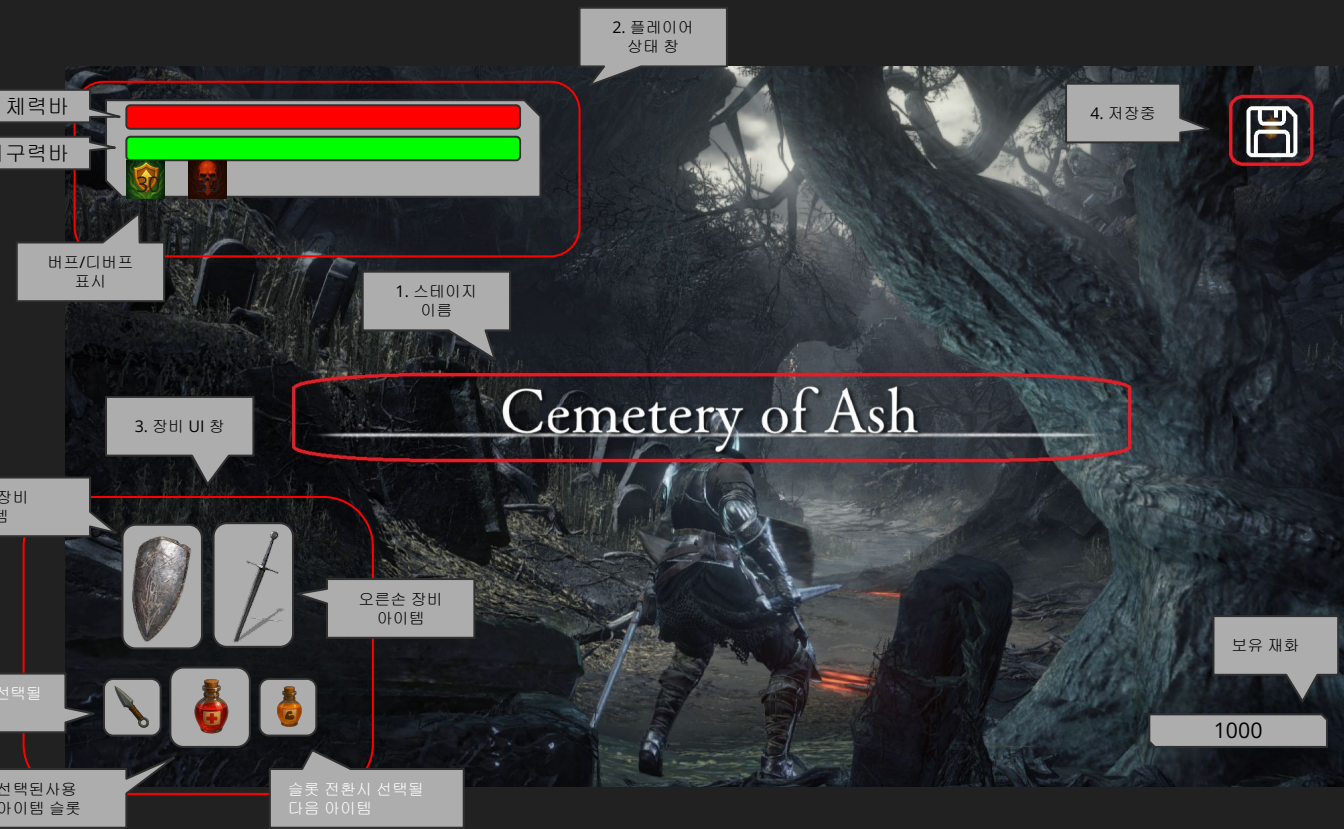 2. 플레이어
상태 창
체력바
구력바
4. 저장중
37
버프/디버프
표시
1. 스테이지
이름
Cemetery of Ash
3. 장비 UI 창
장비
오른손 장비
아이템
보유 재화
선택될
1000
선택된사용
아이템 슬롯
슬롯 전환시 선택될
다음 아이템